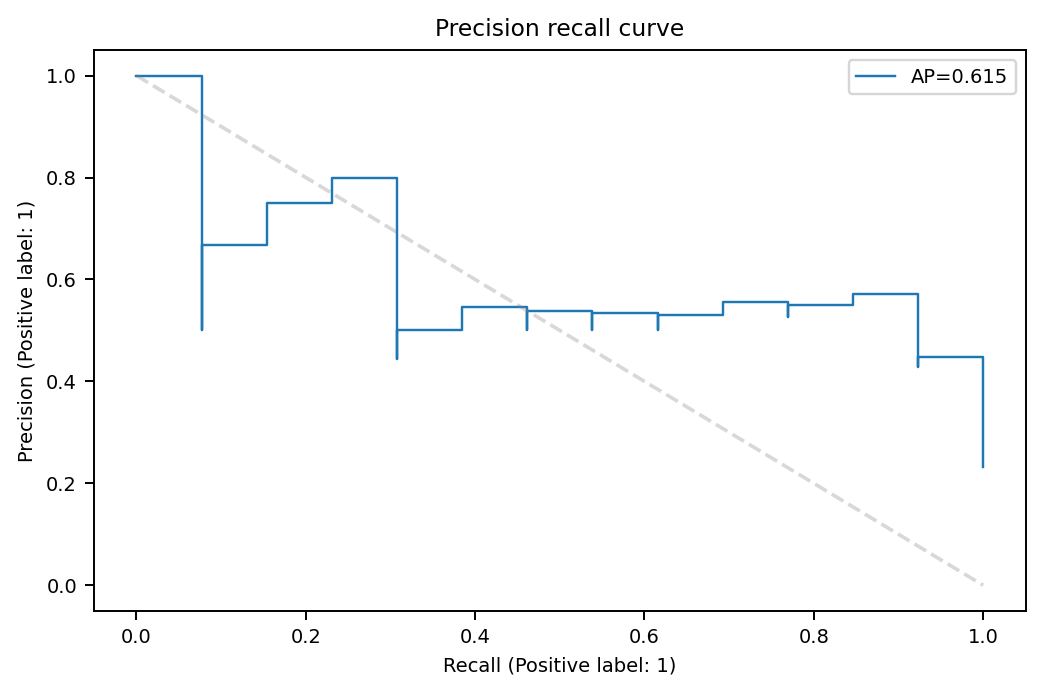 Precision recall curve
AP=0.615
Precision (Positive label: 1)
1.0
0.8
0.6
0.4
0.2
0.0
0.0 0.2 0.4 0.6 0.8 1.0
Recall (Positive label: 1)